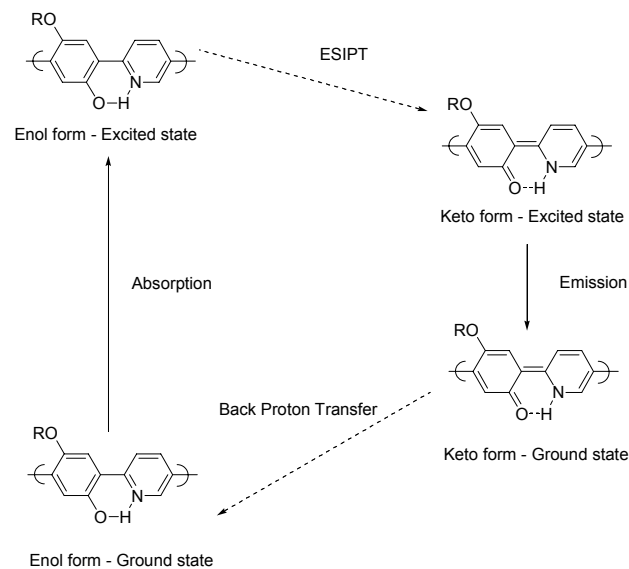 RO
N
O–H
Enol form - Excited state
ESIPT
RO
N
O--H
Keto form - Excited state
Absorption
Emission
RO
N
O--H
Keto form - Ground state
Back Proton Transfer
RO
N
O–H
Enol form - Ground state